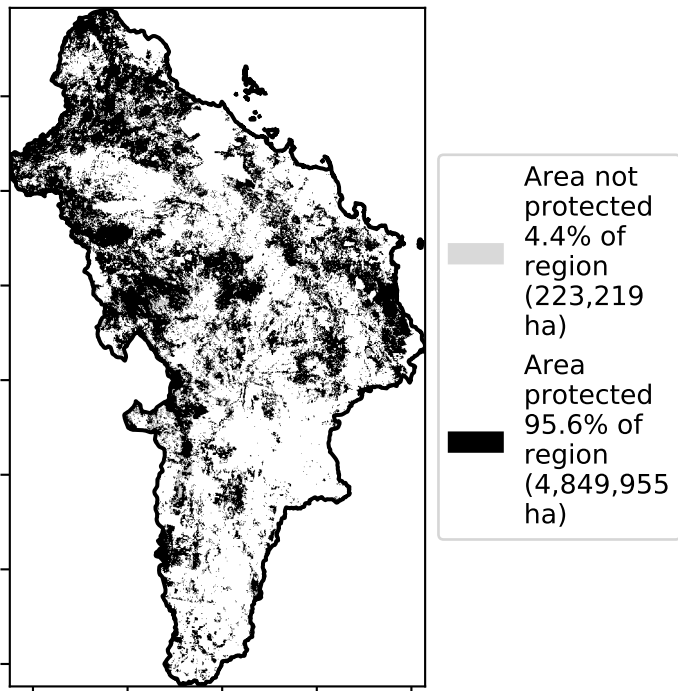 Area not
protected
4.4% of
region
(223,219
ha)
Area
protected
95.6% of
region
(4,849,955
ha)